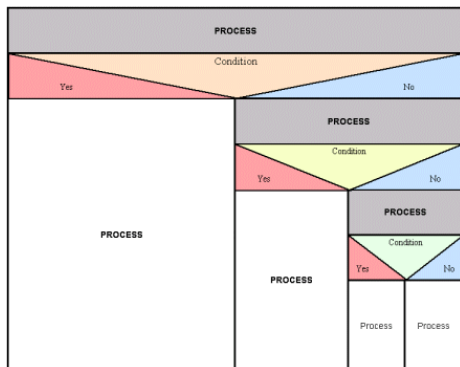 PROCESS
Condition
Yes
No
PROCESS
Condition
Yes
No
PROCESS
PROCESS
Condition
Yes
No
PROCESS
Process
Process